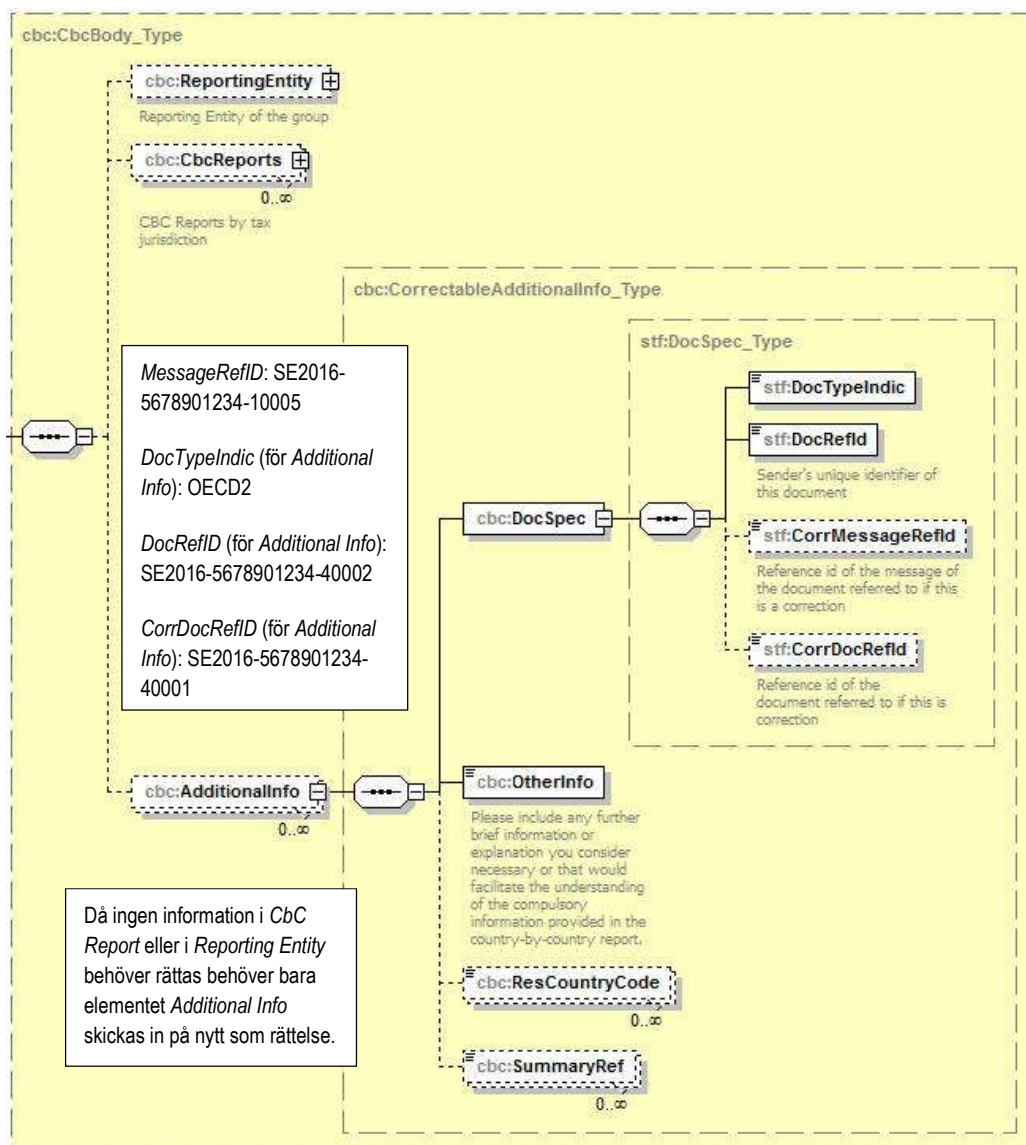 cbc:CbcBody_Type
cbc:ReportingEntity
Reporting Entity of the group
cbc:CbcReports
0..∞
CBC Reports by tax
jurisdiction
cbc:CorrectableAdditionalInfo_Type
stf:DocSpec_Type
MessageRefID: SE2016-
5678901234-10005
DocTypeIndic (för Additional
Info): OECD2
DocRefID (för Additional Info):
SE2016-5678901234-40002
CorrDocRefID (för Additional
Info): SE2016-5678901234-
40001
stf:DocTypeIndic
stf:DocRefId
Sender's unique identifier of
this document
cbc:DocSpec
stf:CorrMessageRefId
Reference id of the message of
the document referred to if this
is a correction
stf:CorrDocRefId
Reference id of the
document referred to if this is
correction
cbc:AdditionalInfo
0..∞
cbc:OtherInfo
Please include any further
brief information or
explanation you consider
necessary or that would
facilitate the understanding
of the compulsory
information provided in the
country-by-country report.
Då ingen information i CbC
Report eller i Reporting Entity
behöver rättas behöver bara
elementet Additional Info
skickas in på nytt som rättelse.
cbc:ResCountryCode
0..∞
cbc:SummaryRef
0..∞